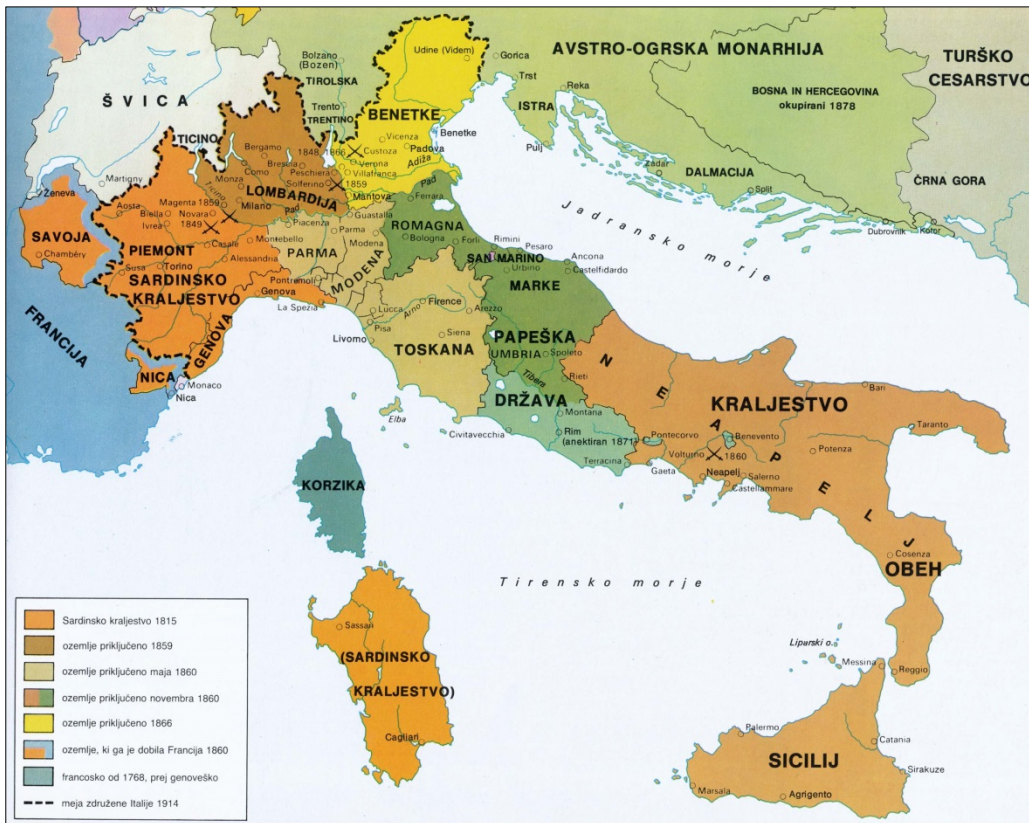 AVSTRO-OGRSKA MONARHIJA
TURŠKO
CESARSTVO
BOSNA IN HERCEGOVINA
okupirani 1878
ČRNA GORA
DALMACIJA
Zadar
Split
Dubrovnik
Kotor
Gorica
Trst
Reka
ISTRA
Pulj
Udine (Videm)
Bolzano
(Bozen)
TIROLSKA
Trento
TRENTINO
BENETKE
Benetke
Vicenza
Padova
1848, 1866
Custoza
Verona
Villafranca
Peschiera
Solferino
1859
Adiža
Mantova
ŠVICA
TICINO
Martigny
Ženeva
SAVOJA
Chambéry
Bergamo
Como
Brescia
Monza
LOMBARDIJA
Milano
Ticino
Pad
Pad
Aosta
Biella
Ivrea
Magenta 1859
Novara
1849
PIEMONT
Casale
Montebello
Susa
Torino
Alessandria
SARDINSKO
KRALJESTVO
Genova
GENOVA
FRANCIJA
NICA
Monaco
Nica
Piacenza
Parma
Guastalla
PARMA
Modena
MODENA
Pontremoli
La Spezia
Ferrara
ROMAGNA
Bologna
Forli
Rimini
Pesaro
SAN MARINO
Urbino
Ancona
Castelfidardo
MARKE
Lucca
Arno
Firence
Arezzo
Pisa
Livorno
Siena
TOSKANA
Elba
PAPEŠKA
UMBRIA
Spoleto
Tibera
Rieti
DRŽAVA
Montana
Civitavecchia
Rim
(anektiran 1871)
Terracina
Jadransko
morje
KORZIKA
NEAPELJ
KRALJESTVO
Bari
Taranto
Pontecorvo
Benevento
Volturno
1860
Potenza
Gaeta
Neapelj
Salerno
Castellammare
Cosenza
OBEH
Tirensko morje
Liparski o.
Messina
Reggio
Palermo
Catania
SICILIJ
Sirakuze
Marsala
Agrigento
Sassari
(SARDINSKO
KRALJESTVO)
Cagliari
Sardinsko kraljestvo 1815
ozemlje priključeno 1859
ozemlje priključeno maja 1860
ozemlje priključeno novembra 1860
ozemlje priključeno 1866
ozemlje, ki ga je dobila Francija 1860
francosko od 1768, prej genoveško
meja združene Italije 1914